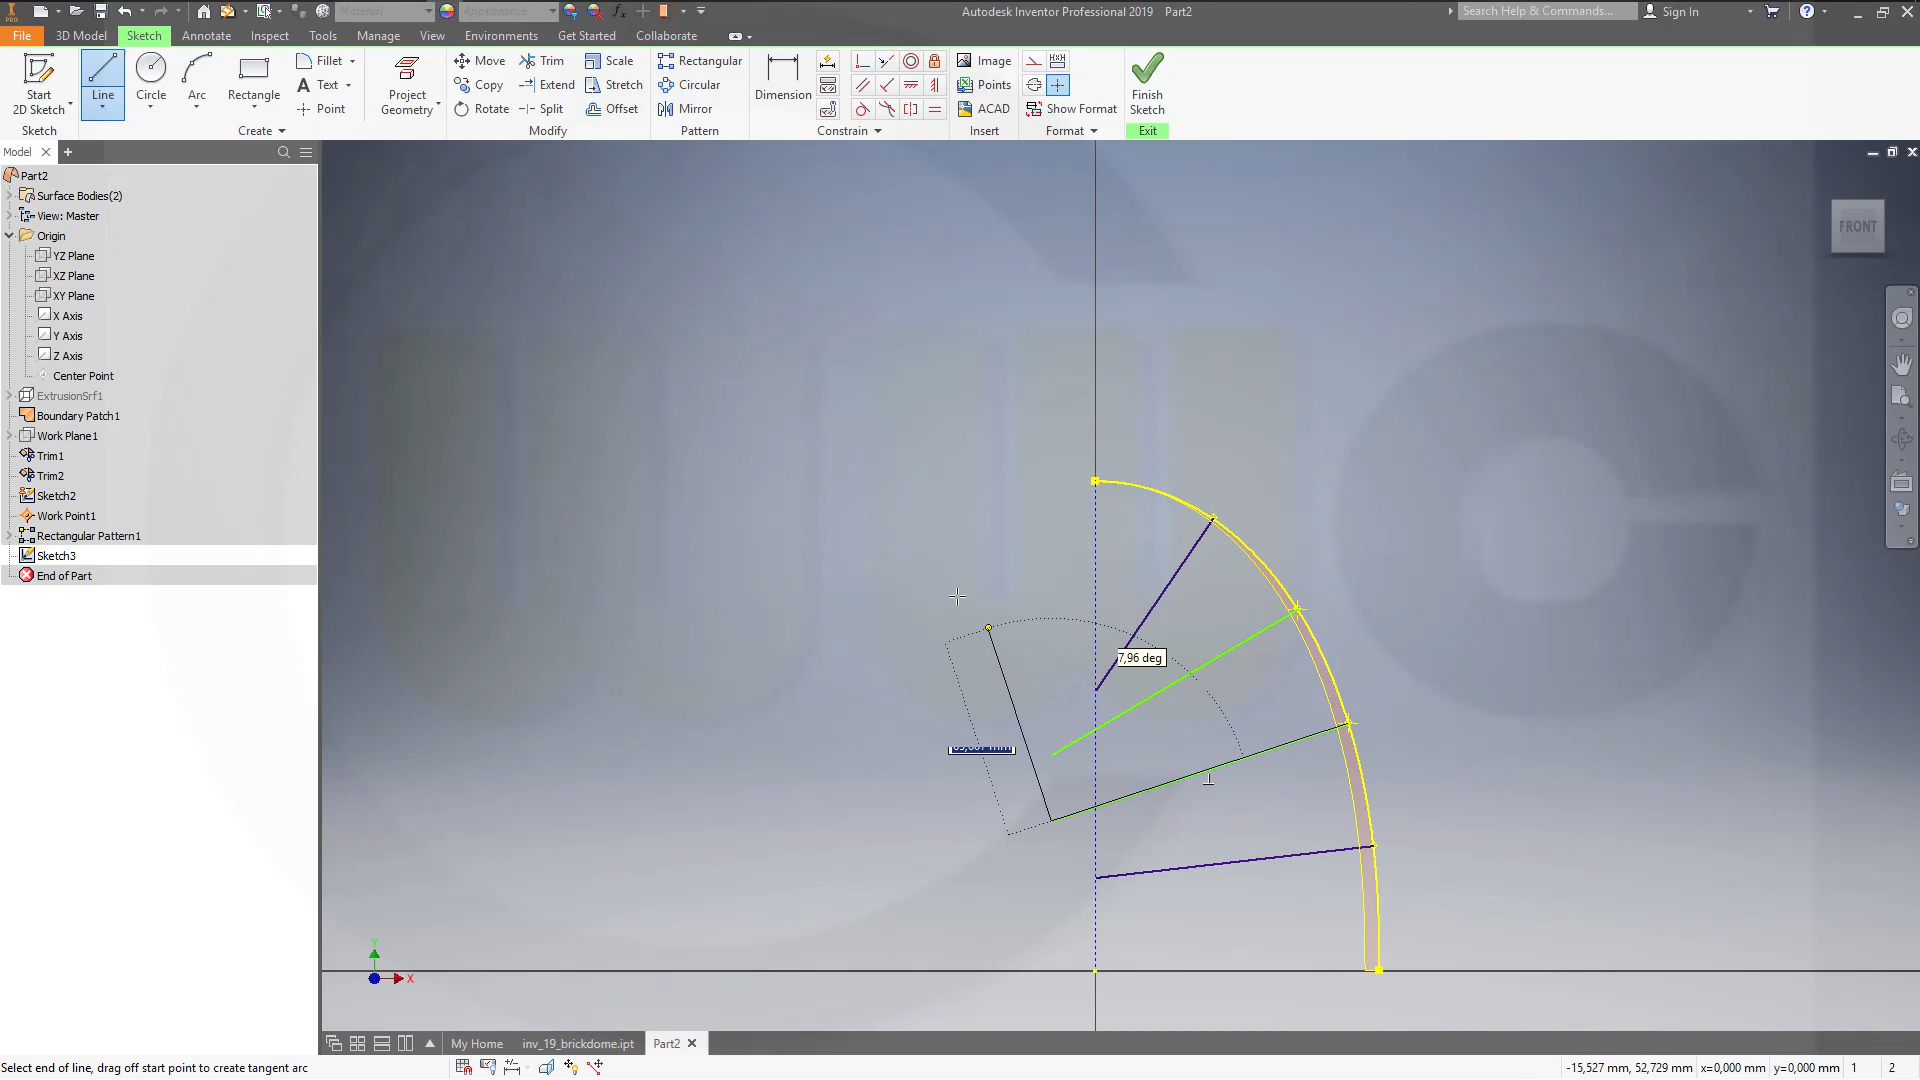 PRO
Material
Appearance
Autodesk Inventor Professional 2019 Part2
Search Help & Commands...
Sign In
File
3D Model
Sketch
Annotate
Inspect
Tools
Manage
View
Environments
Get Started
Collaborate
Start
2D Sketch
Line
Circle
Arc
Rectangle
Fillet
Text
Point
Project
Geometry
Move
Copy
Rotate
Trim
Extend
Split
Scale
Stretch
Offset
Rectangular
Circular
Mirror
Dimension
Image
Points
ACAD
Show Format
Finish
Sketch
Sketch
Create
Modify
Pattern
Constrain
Insert
Format
Exit
Model
Part2
Surface Bodies(2)
View: Master
Origin
YZ Plane
XZ Plane
XY Plane
X Axis
Y Axis
Z Axis
Center Point
ExtrusionSrf1
Boundary Patch1
Work Plane1
Trim1
Trim2
Sketch2
Work Point1
Rectangular Pattern1
Sketch3
End of Part
FRONT
7,96 deg
Y
X
My Home
inv_19_brickdome.ipt
Part2
Select end of line, drag off start point to create tangent arc
-15,527 mm, 52,729 mm x=0,000 mm y=0,000 mm 1 2